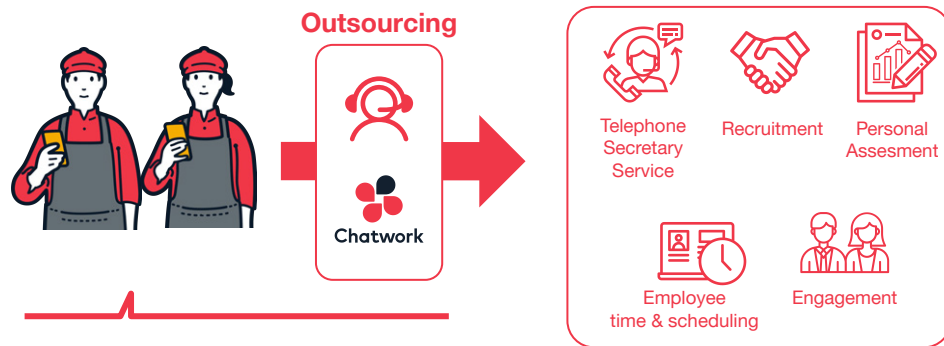 Outsourcing
Chatwork
Telephone
Secretary
Service
Recruitment
Personal
Assesment
Employee
time & scheduling
Engagement